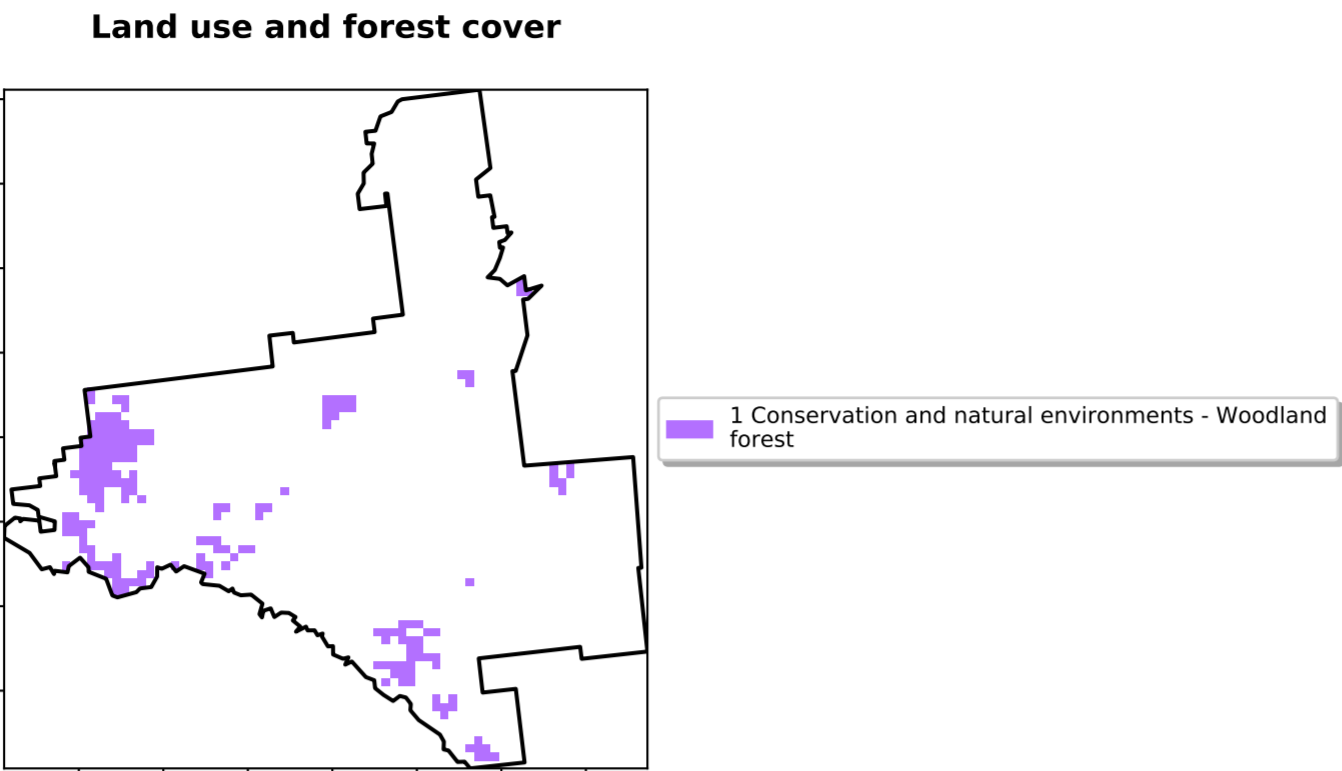 Land use and forest cover
1 Conservation and natural environments - Woodland
forest